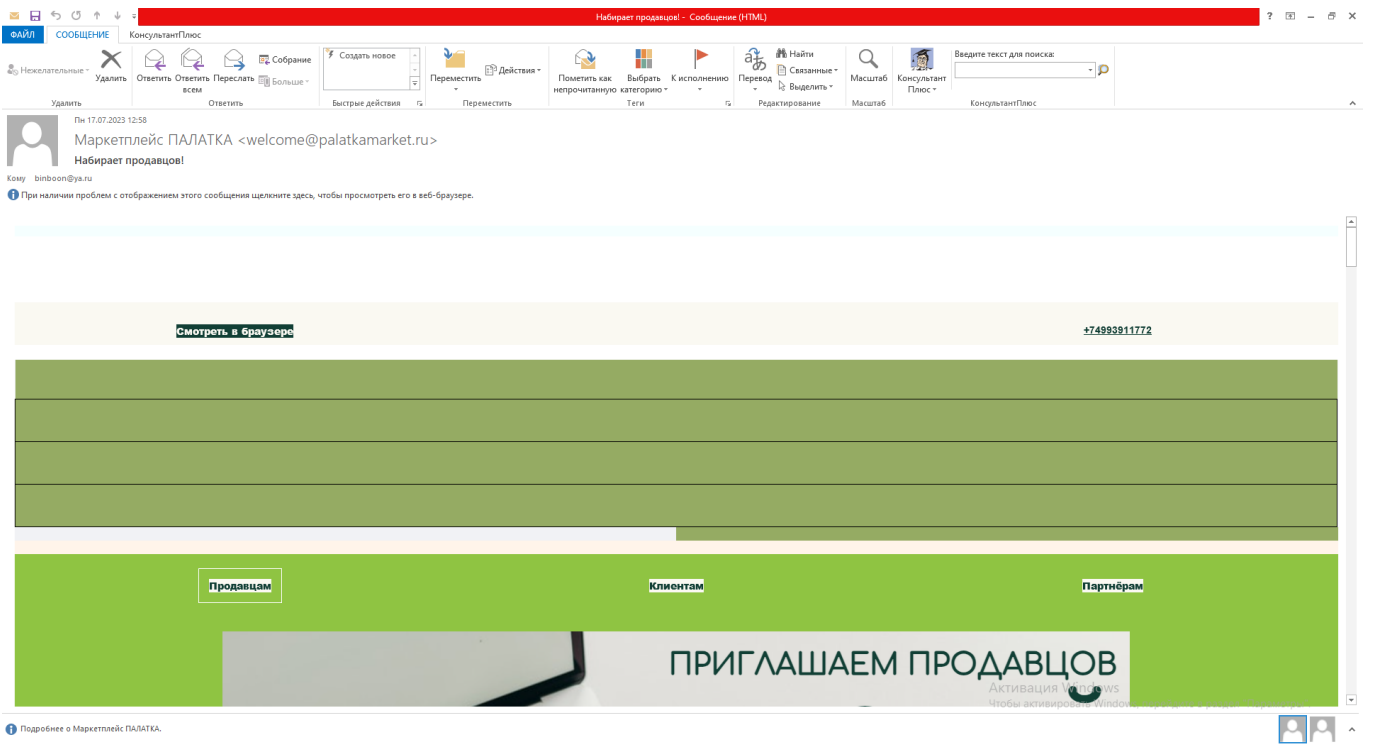 Набирает продавцов! - Сообщение (HTML)
ФАЙЛ СООБЩЕНИЕ КонсультантПлюс
Нежелательные
Удалить
Удалить
Ответить
Ответить всем
Переслать
Собрание
Больше
Ответить
Создать новое
Быстрые действия
Переместить
Действия
Переместить
Пометить как непрочитанную
Выбрать категорию
К исполнению
Теги
Перевод
Найти
Связанные
Выделить
Редактирование
Масштаб
Масштаб
Консультант Плюс
Введите текст для поиска:
КонсультантПлюс
Пн 17.07.2023 12:58
Маркетплейс ПАЛАТКА <welcome@palatkamarket.ru>
Набирает продавцов!
Кому binboon@ya.ru
При наличии проблем с отображением этого сообщения щелкните здесь, чтобы просмотреть его в веб-браузере.
Смотреть в браузере
+74993911772
Продавцам Клиентам Партнёрам
ПРИГЛАШАЕМ ПРОДАВЦОВ
Активация Windows
Чтобы активировать Windows
Подробнее о Маркетплейс ПАЛАТКА.